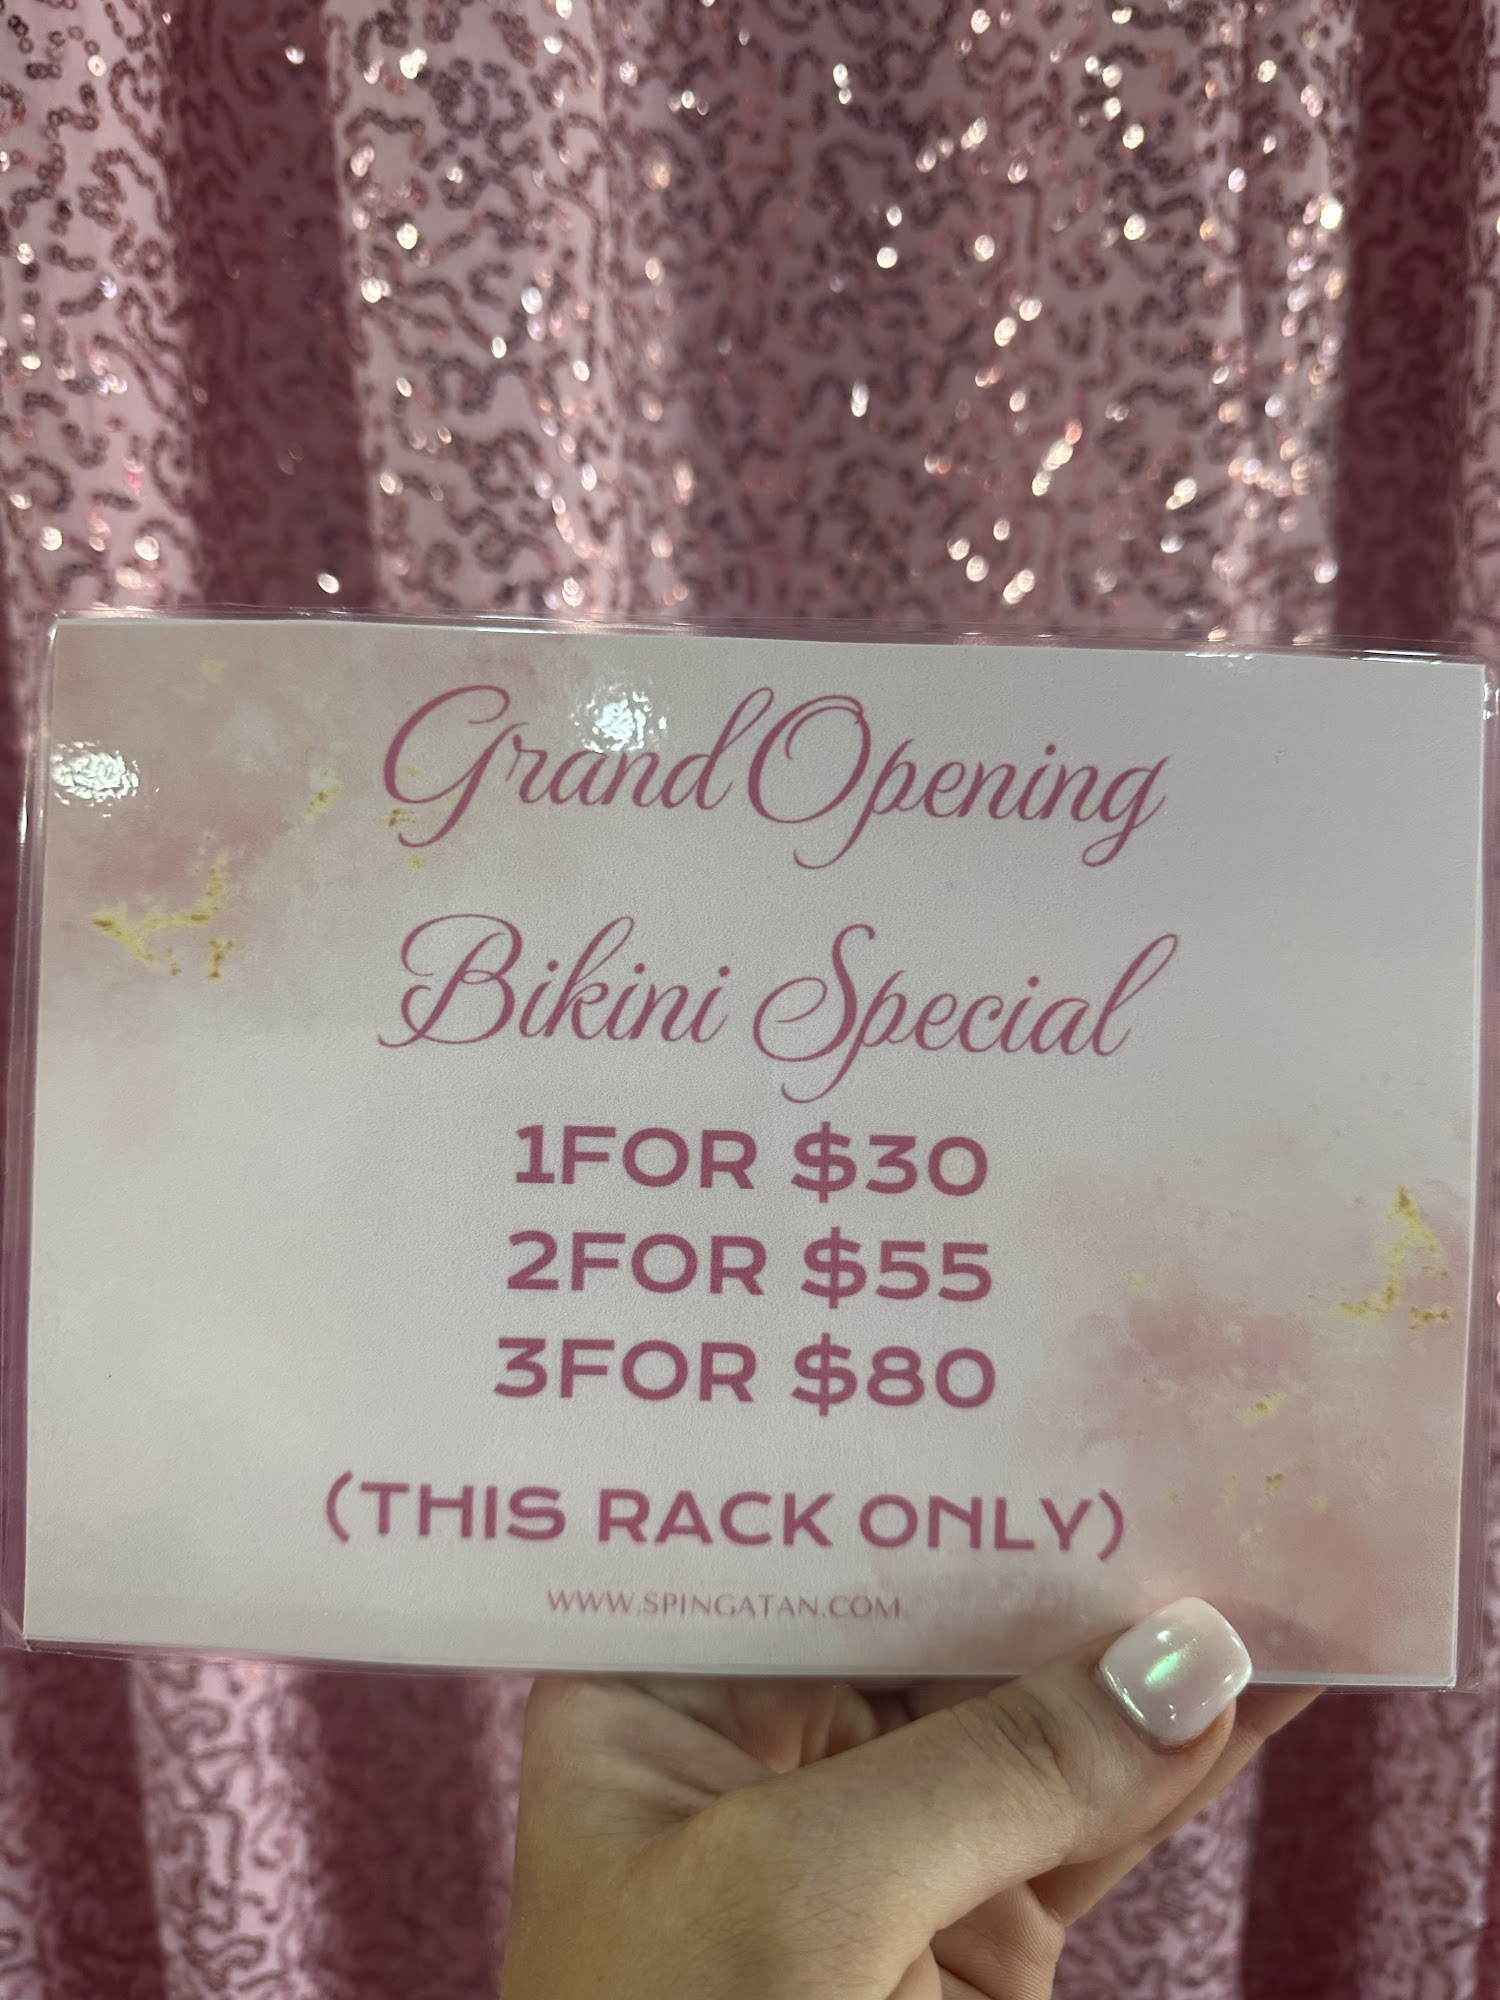 Grand Opening
Bikini Special
1FOR $30
2FOR $55
3FOR $80
(THIS RACK ONLY)
WWW.SPINGATAN.COM